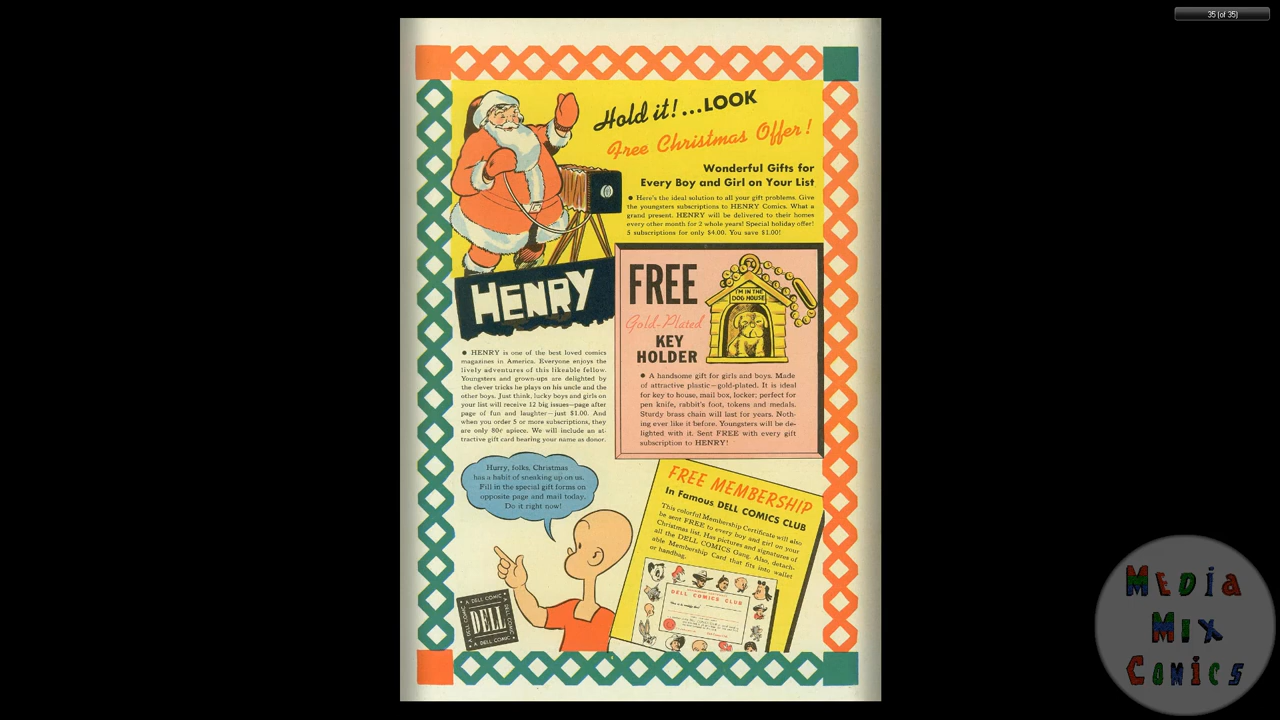 35 (of 35)
Hold it!...LOOK
Free Christmas Offer!
Wonderful Gifts for
Every Boy and Girl on Your List
● Here's the ideal solution to all your gift problems. Give
the youngsters subscriptions to HENRY Comics. What a
grand present. HENRY will be delivered to their homes
every other month for 2 whole years! Special holiday offer!
5 subscriptions for only $4.00. You save $1.00!
HENRY
FREE
Gold-Plated
KEY
HOLDER
I'M IN THE
DOG HOUSE
● A handsome gift for girls and boys. Made
of attractive plastic—gold-plated. It is ideal
for key to house, mail box, locker; perfect for
pen knife, rabbit's foot, tokens and medals.
Sturdy brass chain will last for years. Noth-
ing ever like it before. Youngsters will be de-
lighted with it. Sent FREE with every gift
subscription to HENRY!
● HENRY is one of the best loved comics
magazines in America. Everyone enjoys the
lively adventures of this likeable fellow.
Youngsters and grown-ups are delighted by
the clever tricks he plays on his uncle and the
other boys. Just think, lucky boys and girls on
your list will receive 12 big issues—page after
page of fun and laughter—just $1.00. And
when you order 5 or more subscriptions, they
are only 80¢ apiece. We will include an at-
tractive gift card bearing your name as donor.
Hurry, folks. Christmas
has a habit of sneaking up on us.
Fill in the special gift forms on
opposite page and mail today.
Do it right now!
FREE MEMBERSHIP
In Famous DELL COMICS CLUB
This colorful Membership Certificate will also
be sent FREE to every boy and girl on your
Christmas list. Has pictures and signatures of
all the DELL COMICS Gang. Also, detach-
able Membership Card that fits into wallet
or handbag.
DELL COMICS CLUB
A DELL COMIC
A DELL COMIC
DELL
A DELL COMIC
A DELL COMIC
MEDIA
MIX
COMICS